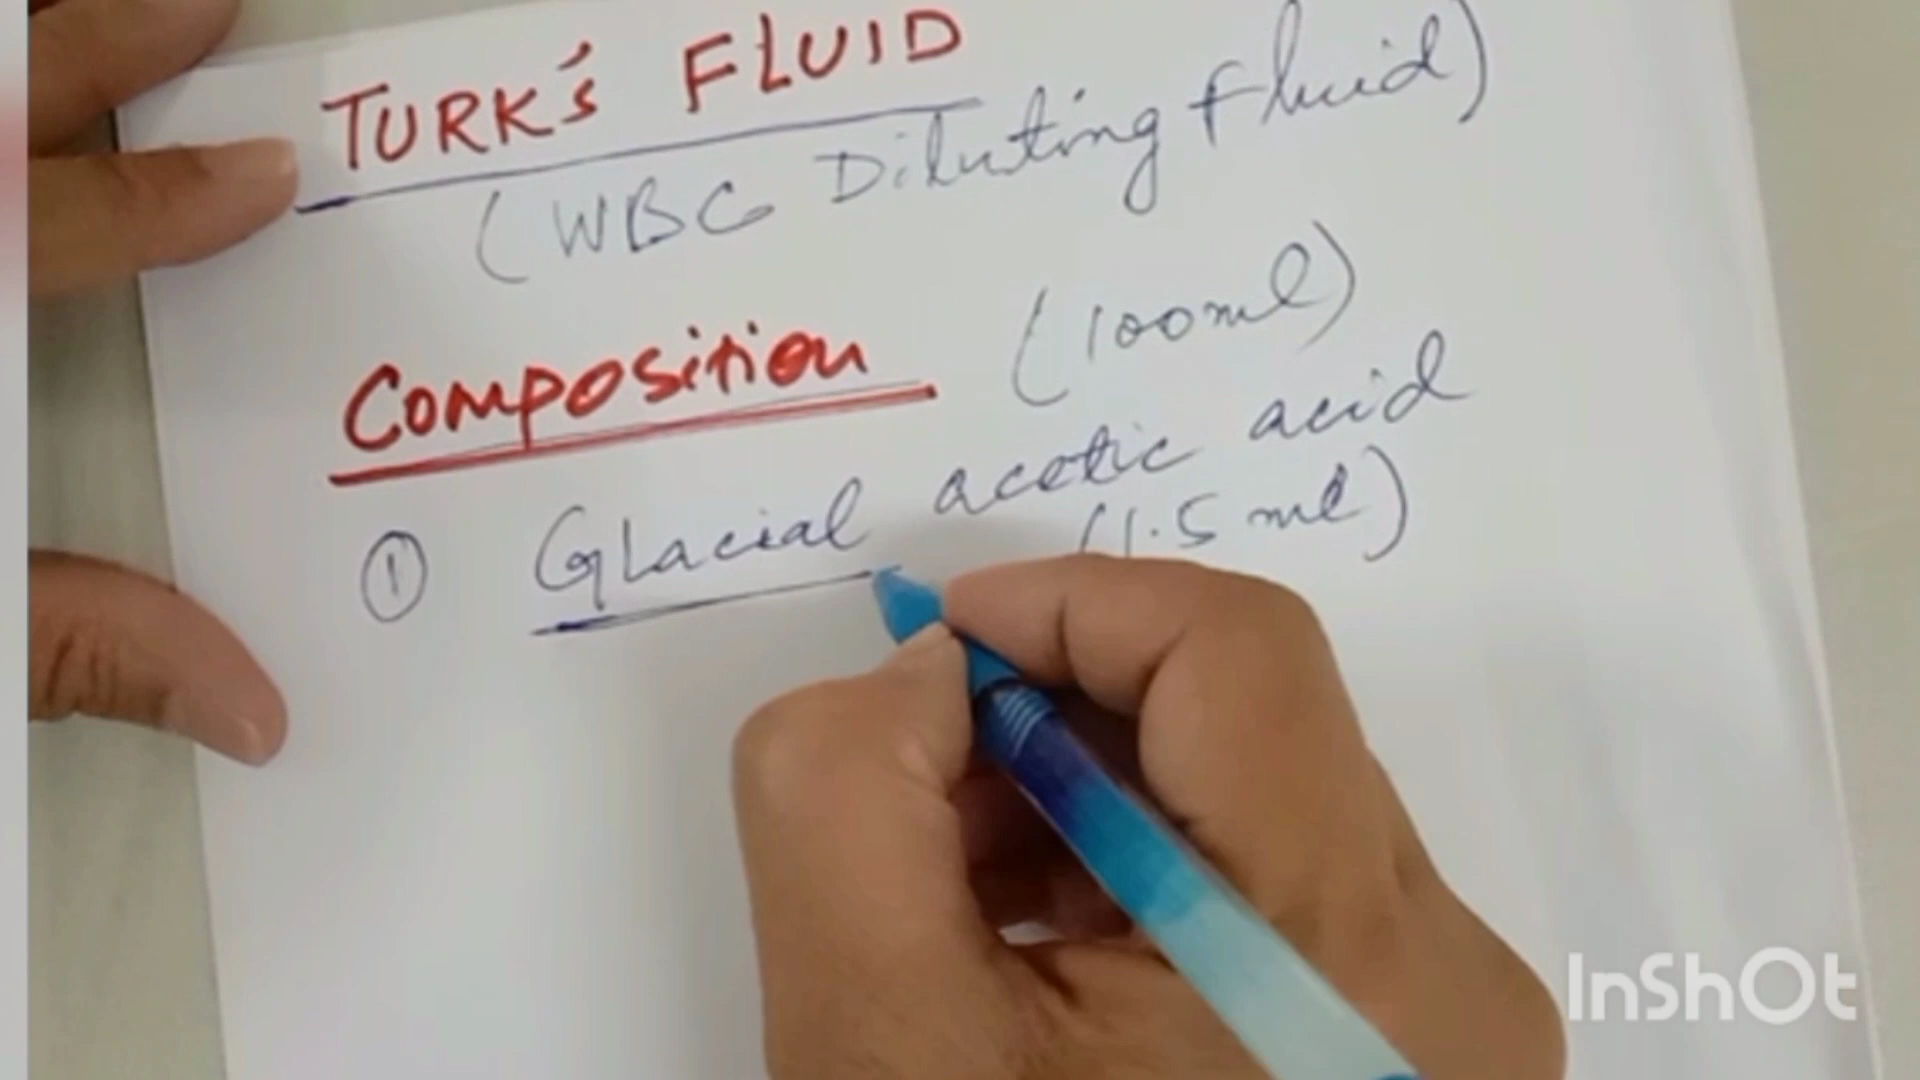 TURK'S FLUID
(WBC Diluting Fluid)
Composition (100ml)
① Glacial acetic acid
(1.5 ml)
InShOt